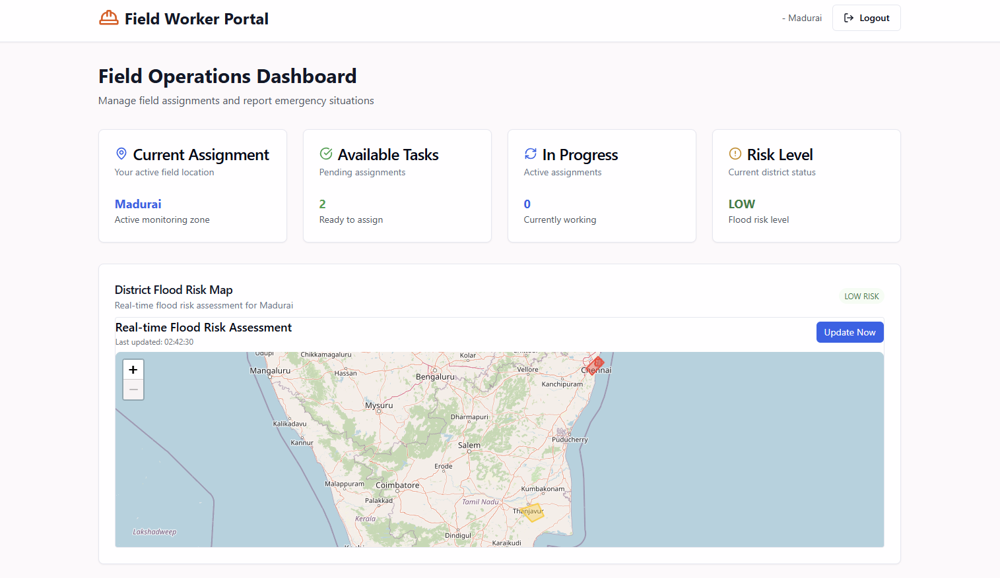 Field Worker Portal
- Madurai
Logout
Field Operations Dashboard
Manage field assignments and report emergency situations
Current Assignment
Your active field location
Madurai
Active monitoring zone
Available Tasks
Pending assignments
2
Ready to assign
In Progress
Active assignments
0
Currently working
Risk Level
Current district status
LOW
Flood risk level
District Flood Risk Map
Real-time flood risk assessment for Madurai
LOW RISK
Real-time Flood Risk Assessment
Last updated: 02:42:30
Update Now
+
−
Udupi
Chikkamagaluru
Kolar
Mangaluru
Hassan
Bengaluru
Vellore
Chennai
Kanchipuram
Mysuru
Dharmapuri
Kalikadavu
Kannur
Salem
Puducherry
Erode
Malappuram
Coimbatore
Kumbakonam
Palakkad
Tamil Nadu
Thanjavur
Kerala
Lakshadweep
Dindigul
Karaikudi